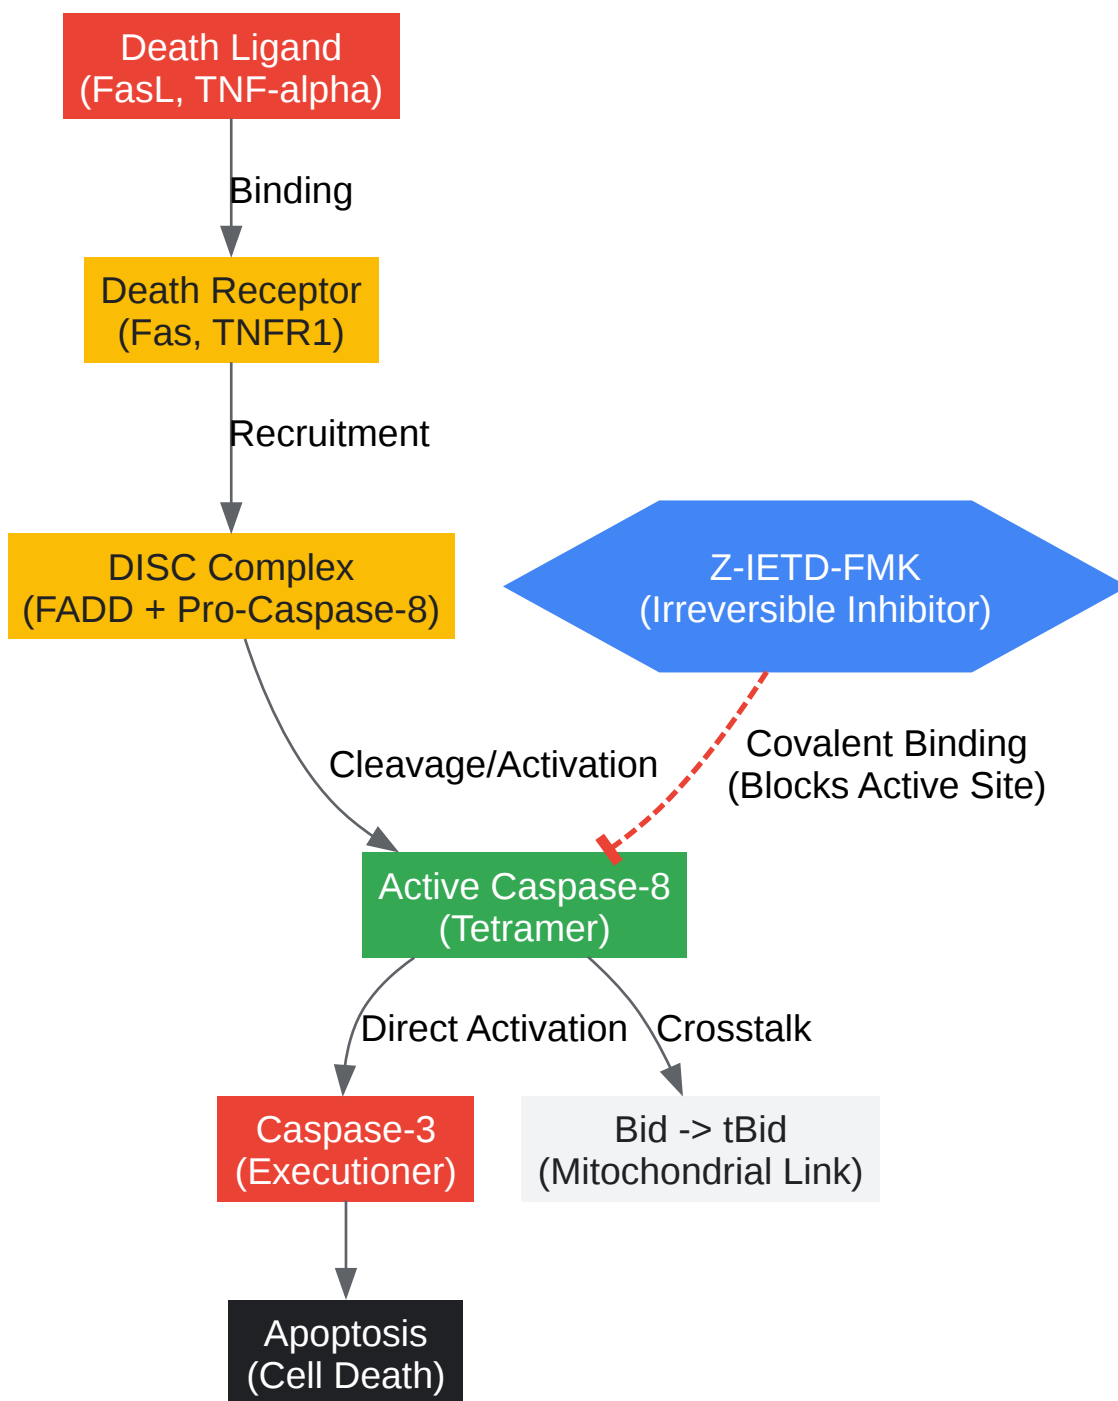 Death Ligand
(FasL, TNF-alpha)
Binding
Death Receptor
(Fas, TNFR1)
Recruitment
DISC Complex
(FADD + Pro-Caspase-8)
Z-IETD-FMK
(Irreversible Inhibitor)
Cleavage/Activation
Covalent Binding
(Blocks Active Site)
Active Caspase-8
(Tetramer)
Direct Activation
Crosstalk
Caspase-3
(Executioner)
Bid -> tBid
(Mitochondrial Link)
Apoptosis
(Cell Death)